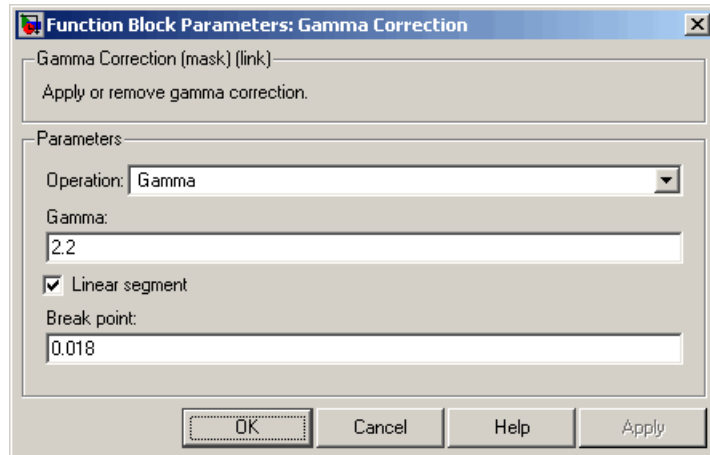 Function Block Parameters: Gamma Correction
Gamma Correction (mask) (link)
Apply or remove gamma correction.
Parameters
Operation: Gamma
Gamma:
2.2
Linear segment
Break point:
0.018
OK Cancel Help Apply